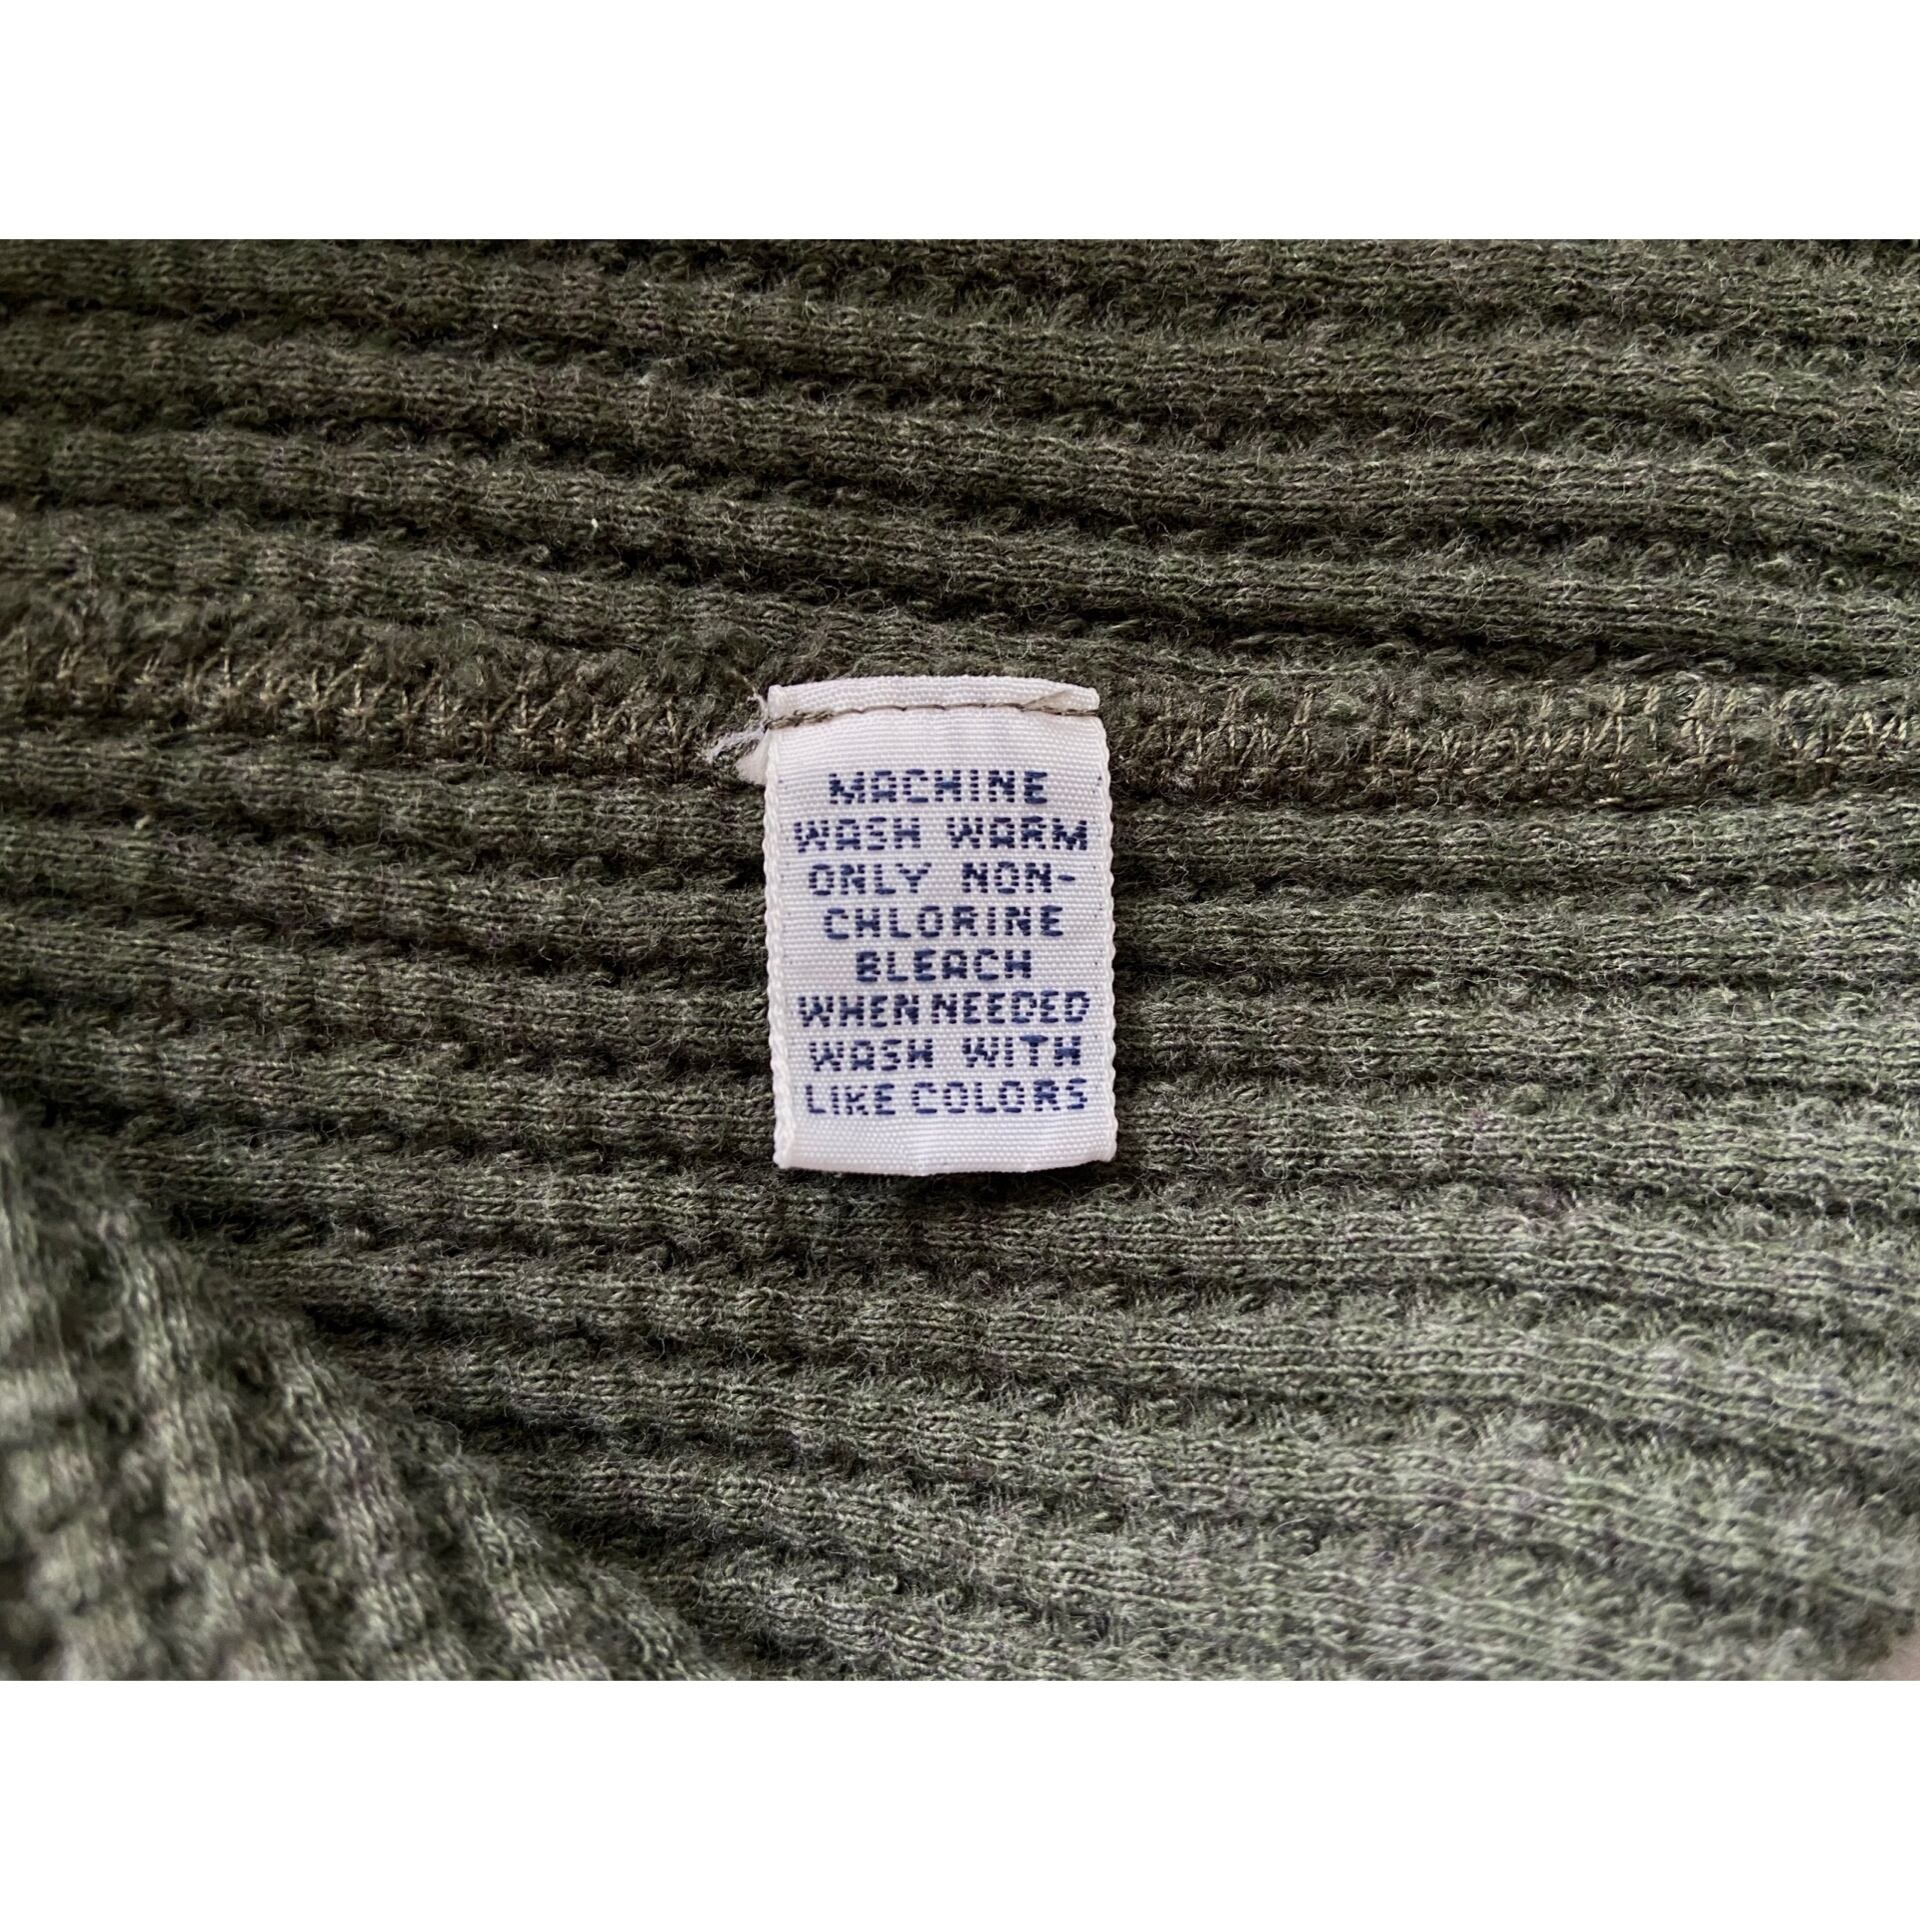 MACHINE
WASH WARM
ONLY NON-
CHLORINE
BLEACH
WHEN NEEDED
WASH WITH
LIKE COLORS